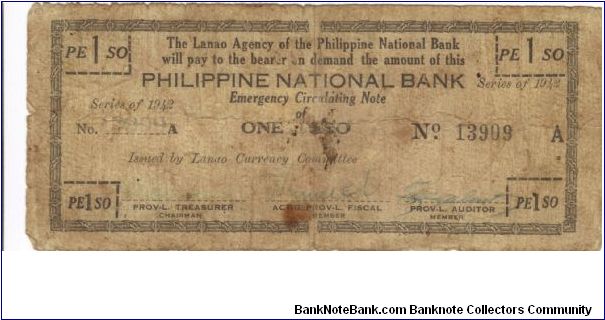 PE 1 SO
The Lanao Agency of the Philippine National Bank
PE 1 SO
will pay to the bearer on demand the amount of this
PHILIPPINE NATIONAL BANK
Series of 1942
Emergency Circulating Note
Series of 1942
of
No. A
ONE PESO
No 13909 A
Issued by Lanao Currency Committee
PE 1 SO
PROV-L. TREASURER
CHAIRMAN
PROV-L. FISCAL
MEMBER
PROV-L. AUDITOR
MEMBER
PE 1 SO
BankNoteBank.com Banknote Collectors Community